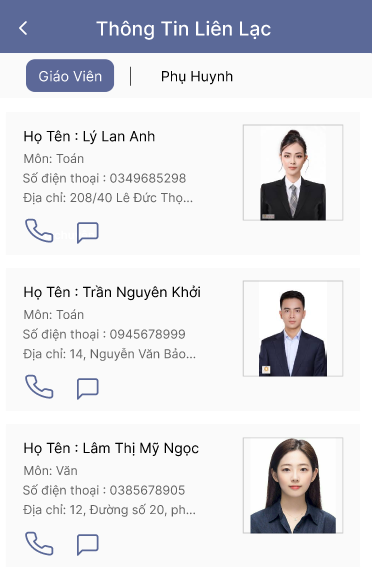 Thông Tin Liên Lạc
Giáo Viên | Phụ Huynh
Họ Tên : Lý Lan Anh
Môn: Toán
Số điện thoại : 0349685298
Địa chỉ: 208/40 Lê Đức Thọ...
Họ Tên : Trần Nguyên Khởi
Môn: Toán
Số điện thoại : 0945678999
Địa chỉ: 14, Nguyễn Văn Bảo...
Họ Tên : Lâm Thị Mỹ Ngọc
Môn: Văn
Số điện thoại : 0385678905
Địa chỉ: 12, Đường số 20, ph...